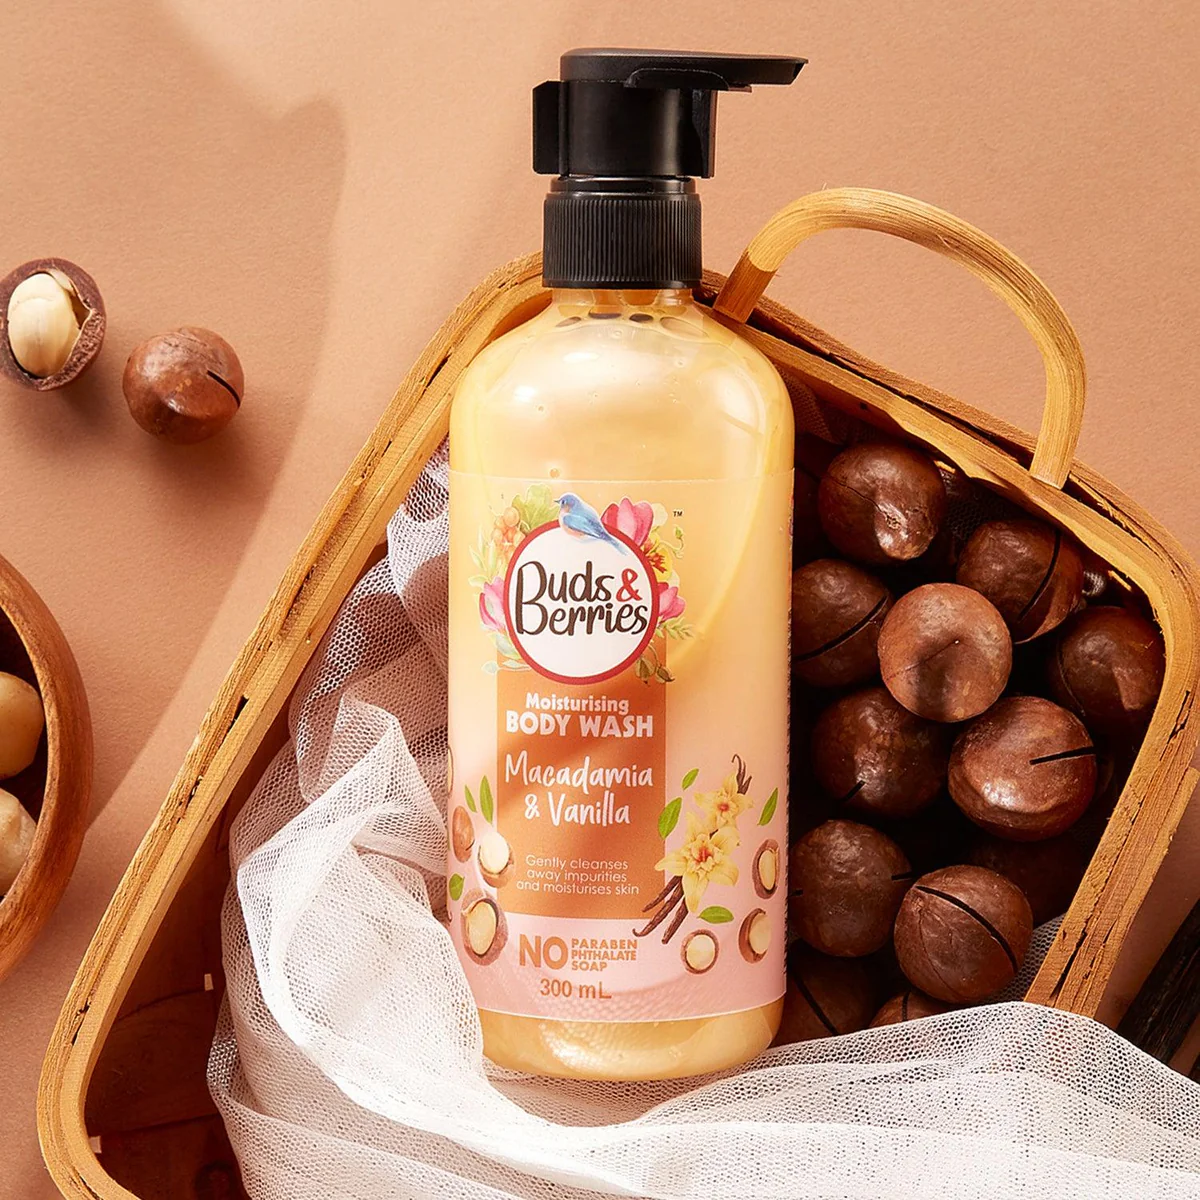 TM
Buds &
Berries
Moisturising
BODY WASH
Macadamia
& Vanilla
Gently cleanses
away impurities
and moisturises skin
NO PARABEN
PHTHALATE
SOAP
300 mL